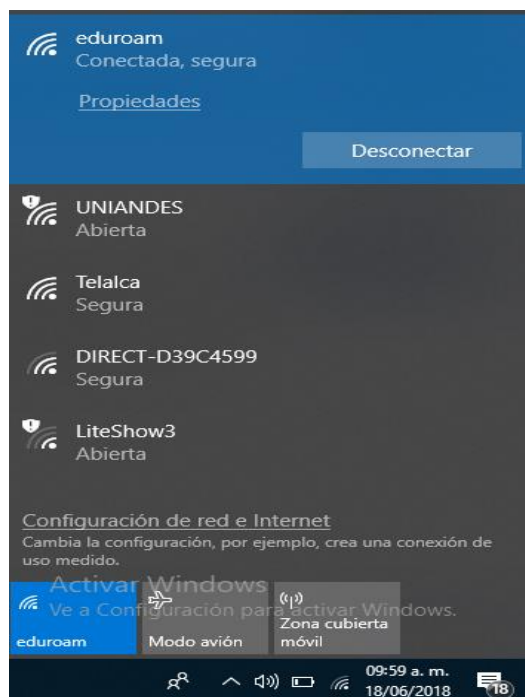 eduroam
Conectada, segura
Propiedades
Desconectar
UNIANDES
Abierta
Telalca
Segura
DIRECT-D39C4599
Segura
LiteShow3
Abierta
Configuración de red e Internet
Cambia la configuración, por ejemplo, crea una conexión de
uso medido.
Activar Windows
Ve a Configuración para activar Windows.
eduroam
Modo avión
Zona cubierta
móvil
09:59 a. m.
18/06/2018
18